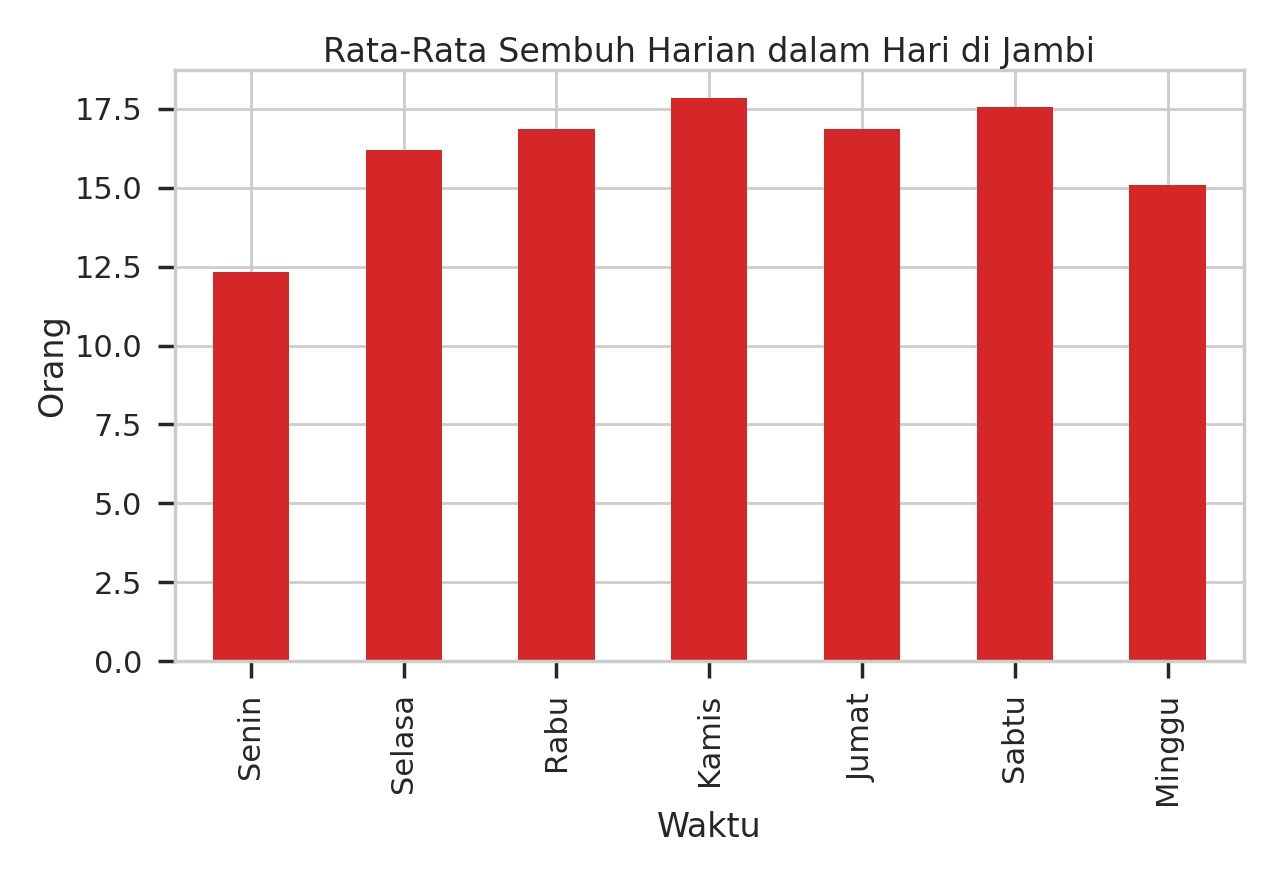 Rata-Rata Sembuh Harian dalam Hari di Jambi
Orang
17.5
15.0
12.5
10.0
7.5
5.0
2.5
0.0
Senin
Selasa
Rabu
Kamis
Jumat
Sabtu
Minggu
Waktu